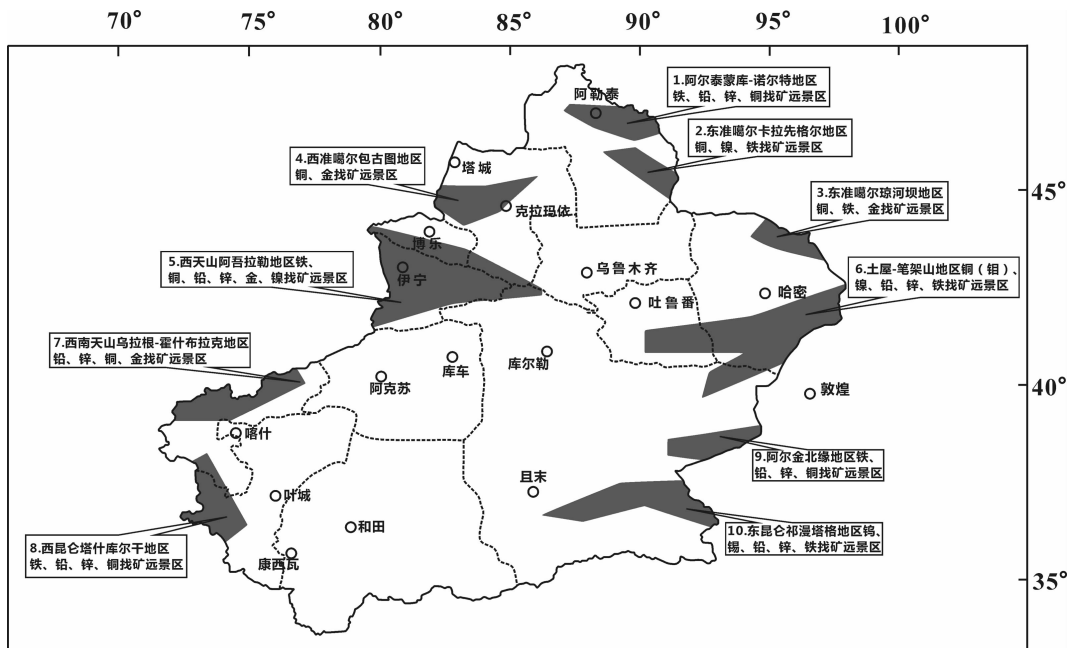 70° 75° 80° 85° 90° 95° 100°
1.阿尔泰蒙库-诺尔特地区
铁、铅、锌、铜找矿远景区
阿勒泰
2.东准噶尔卡拉先格尔地区
铜、镍、铁找矿远景区
4.西准噶尔包古图地区
铜、金找矿远景区
塔城
45°
3.东准噶尔琼河坝地区
铜、铁、金找矿远景区
克拉玛依
博乐
5.西天山阿吾拉勒地区铁、
铜、铅、锌、金、镍找矿远景区
伊宁
乌鲁木齐
6.土屋-笔架山地区铜（钼）、
镍、铅、锌、铁找矿远景区
哈密
吐鲁番
7.西南天山乌拉根-霍什布拉克地区
铅、锌、铜、金找矿远景区
库车
库尔勒
阿克苏
40°
敦煌
喀什
9.阿尔金北缘地区铁、
铅、锌、铜找矿远景区
且末
叶城
和田
10.东昆仑祁漫塔格地区钨、
锡、铅、锌、铁找矿远景区
8.西昆仑塔什库尔干地区
铁、铅、锌、铜找矿远景区
康西瓦
35°